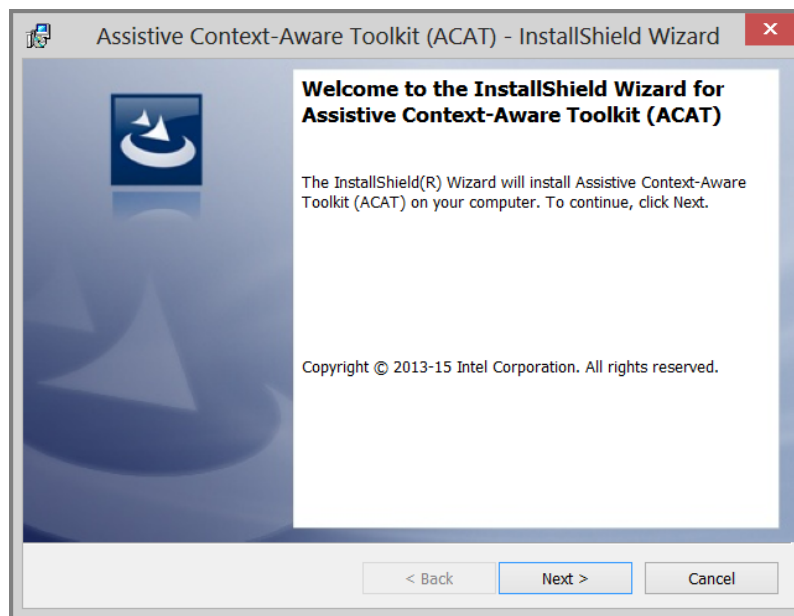 Assistive Context-Aware Toolkit (ACAT) - InstallShield Wizard
Welcome to the InstallShield Wizard for
Assistive Context-Aware Toolkit (ACAT)
The InstallShield(R) Wizard will install Assistive Context-Aware
Toolkit (ACAT) on your computer. To continue, click Next.
Copyright © 2013-15 Intel Corporation. All rights reserved.
< Back Next > Cancel